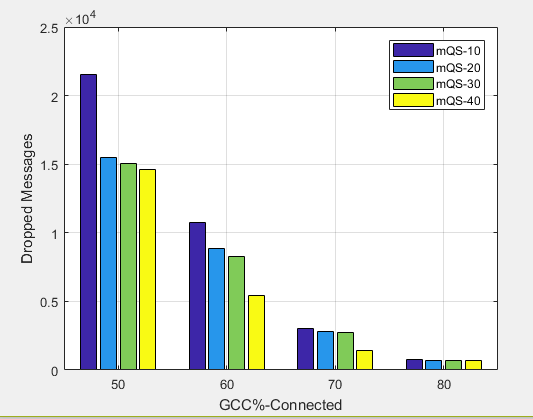 ×10^4
2.5
2
1.5
1
0.5
0
Dropped Messages
mQS-10
mQS-20
mQS-30
mQS-40
50 60 70 80
GCC%-Connected